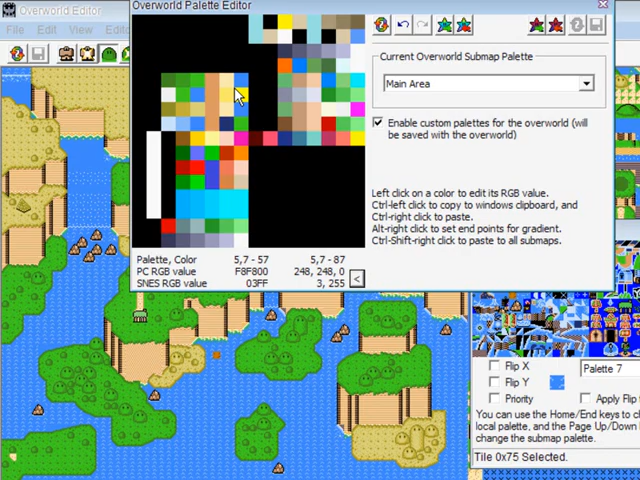 Overworld Editor
File Edit View Edito
Overworld Palette Editor
Current Overworld Submap Palette
Main Area
Enable custom palettes for the overworld (will
be saved with the overworld)
Left click on a color to edit its RGB value.
Ctrl-left click to copy to windows clipboard, and
Ctrl-right click to paste.
Alt-right click to set end points for gradient.
Ctrl-Shift-right click to paste to all submaps.
Palette, Color 5,7 - 57 5,7 - 87
PC RGB value F8F800 248, 248, 0
SNES RGB value 03FF 3, 255
<
Flip X
Palette 7
Flip Y
Priority Apply Flip
You can use the Home/End keys to ch
local palette, and the Page Up/Down
change the submap palette.
Tile 0x75 Selected.